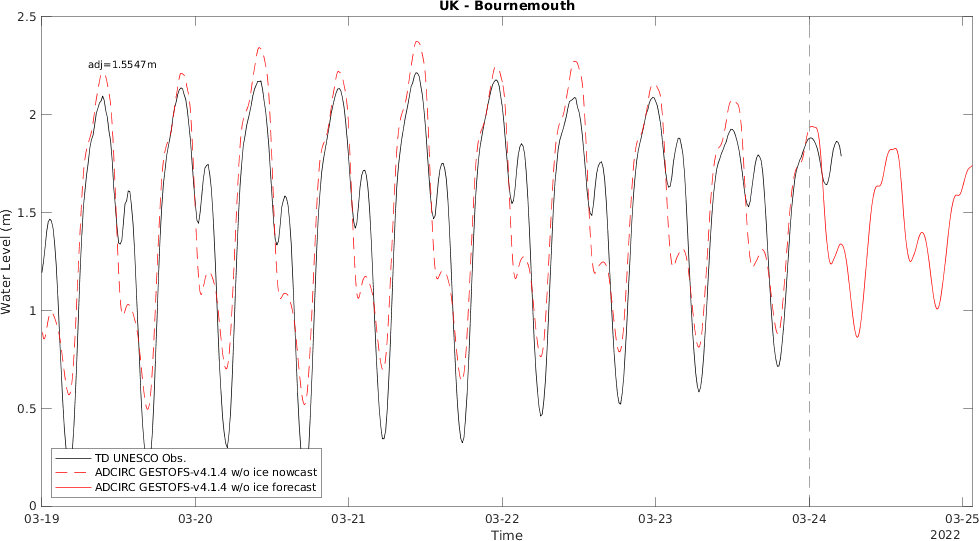 UK - Bournemouth
2.5
2
1.5
1
0.5
0
Water Level (m)
adj=1.5547m
TD UNESCO Obs.
ADCIRC GESTOFS-v4.1.4 w/o ice nowcast
ADCIRC GESTOFS-v4.1.4 w/o ice forecast
03-19 03-20 03-21 03-22 03-23 03-24 03-25
Time
2022